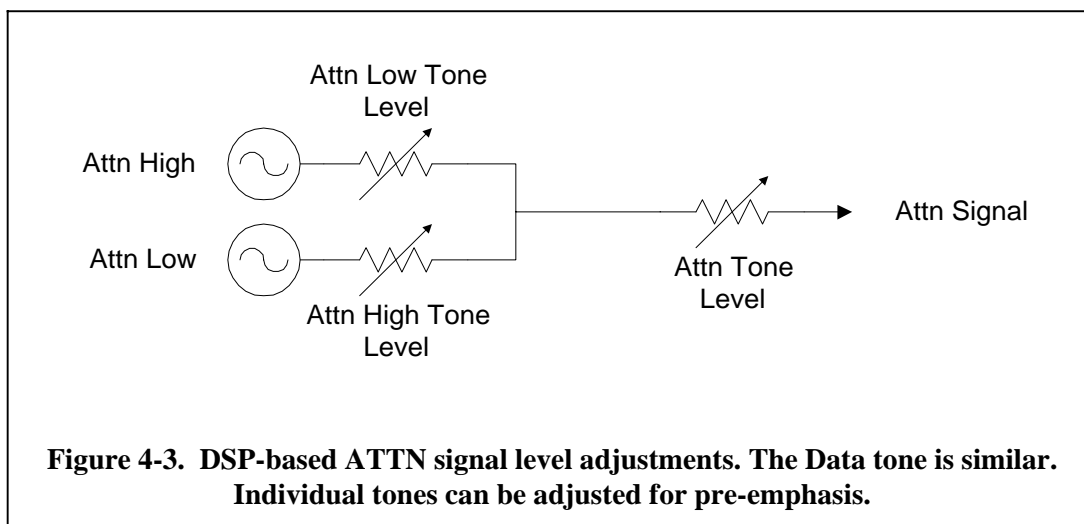 Attn Low Tone
Level
Attn High
Attn Signal
Attn Low
Attn Tone
Level
Attn High Tone
Level
Figure 4-3. DSP-based ATTN signal level adjustments. The Data tone is similar.
Individual tones can be adjusted for pre-emphasis.